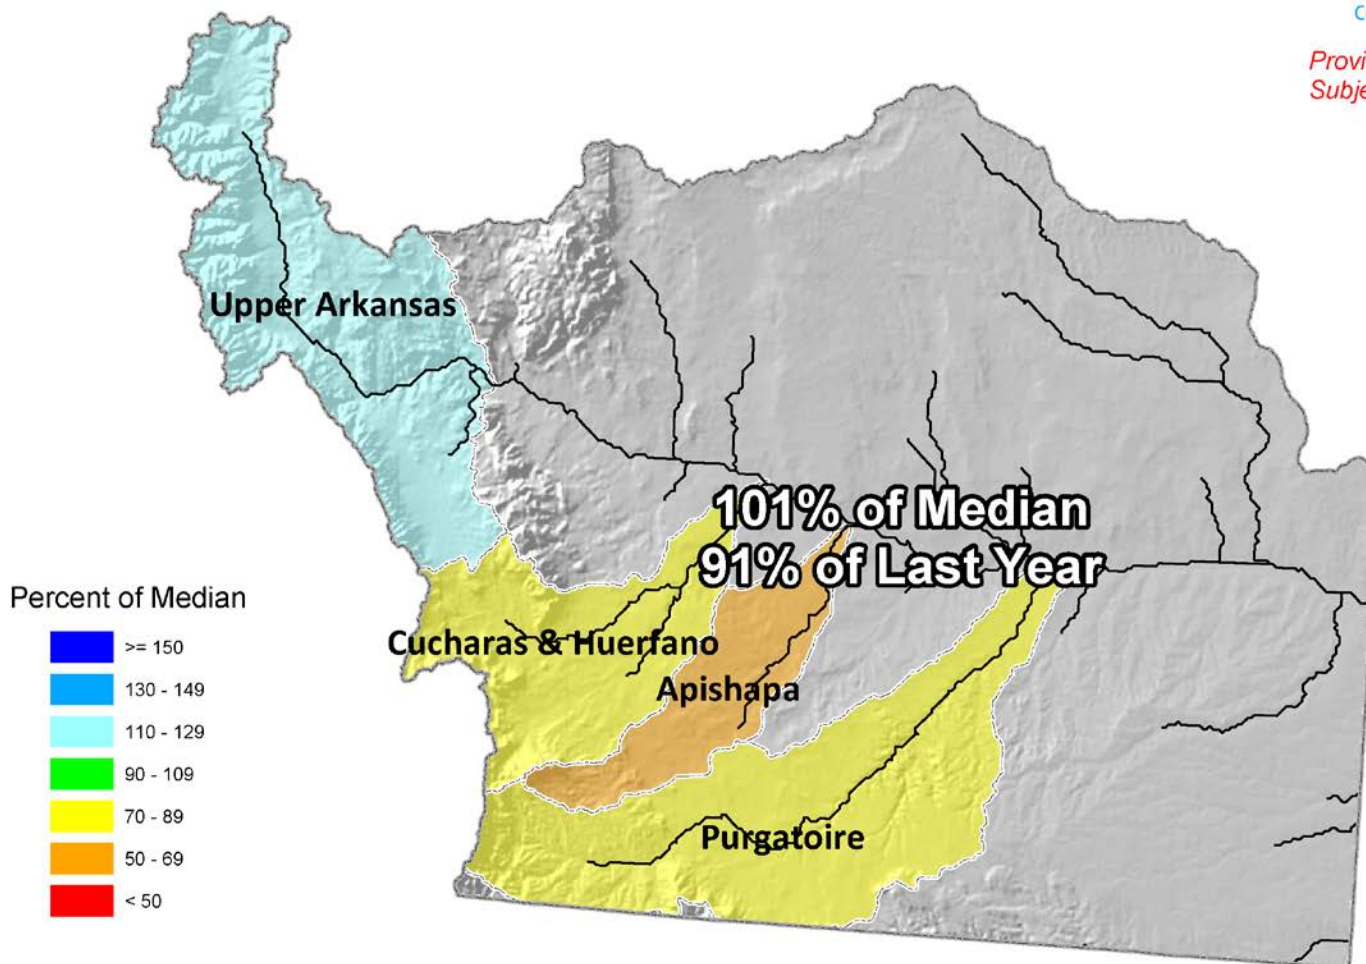 Upper Arkansas
101% of Median
91% of Last Year
Percent of Median
>= 150
130 - 149
110 - 129
90 - 109
70 - 89
50 - 69
< 50
Cucharas & Huerfano
Apishapa
Purgatoire